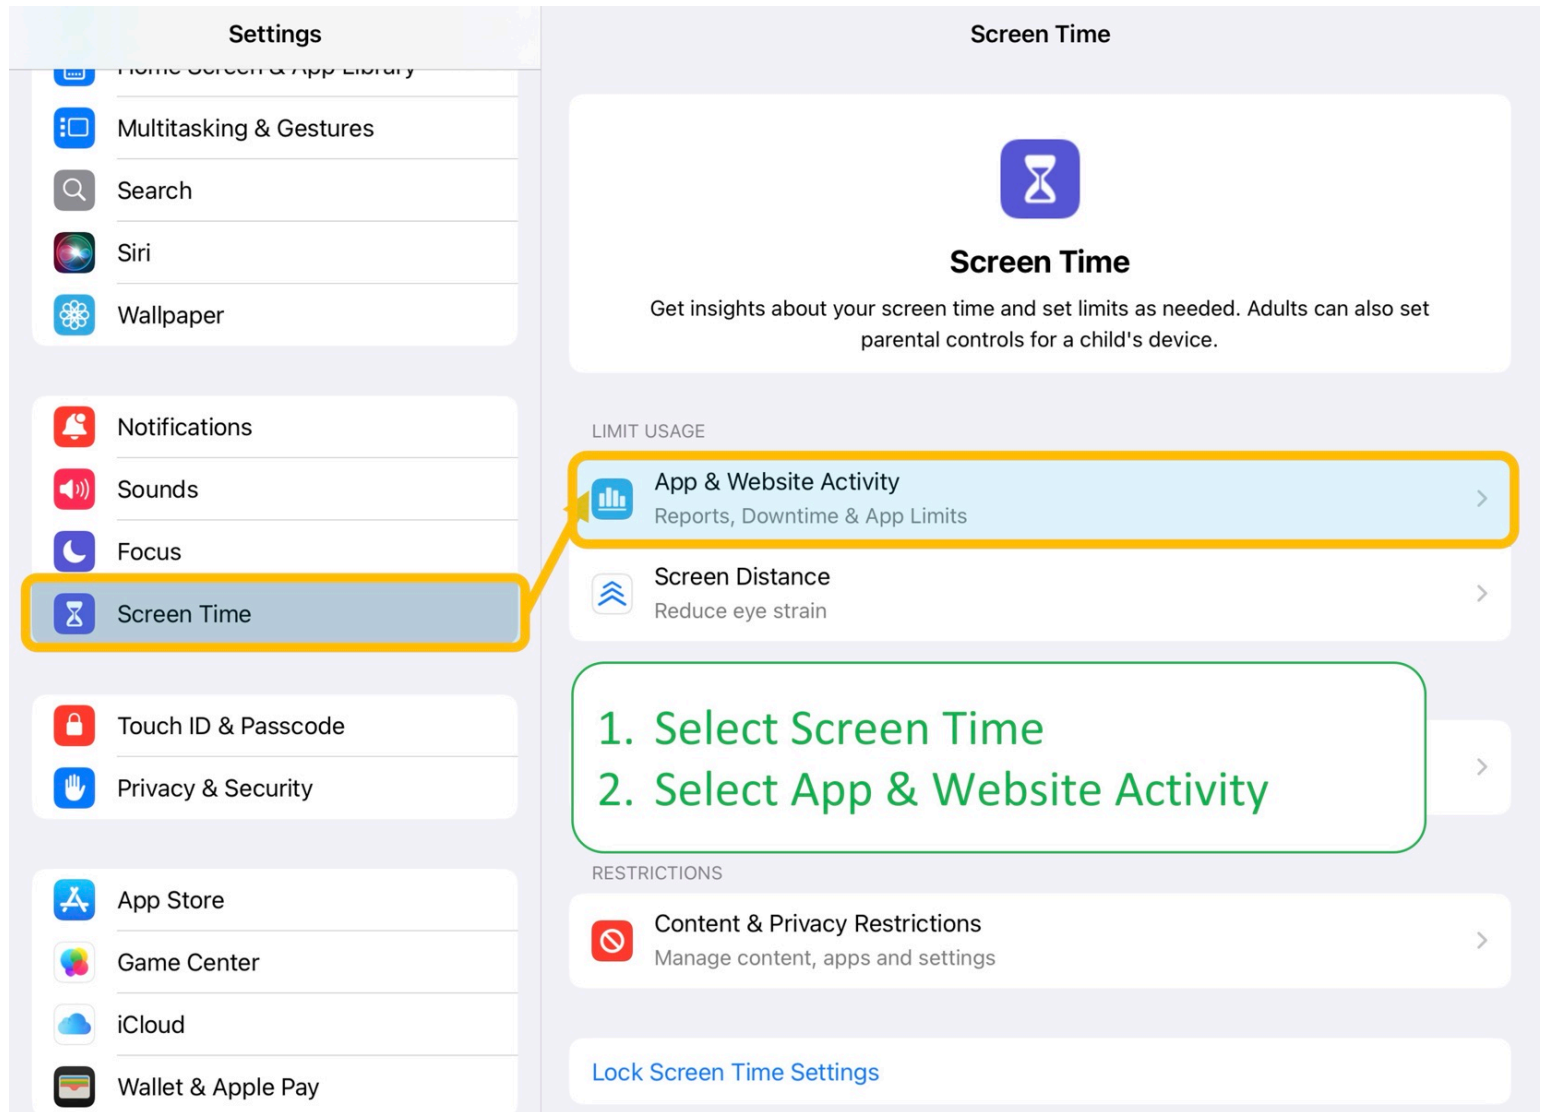 Settings
Home Screen & App Library
Multitasking & Gestures
Search
Siri
Wallpaper
Notifications
Sounds
Focus
Screen Time
Touch ID & Passcode
Privacy & Security
App Store
Game Center
iCloud
Wallet & Apple Pay
Screen Time
Screen Time
Get insights about your screen time and set limits as needed. Adults can also set
parental controls for a child's device.
LIMIT USAGE
App & Website Activity
Reports, Downtime & App Limits
Screen Distance
Reduce eye strain
1. Select Screen Time
2. Select App & Website Activity
RESTRICTIONS
Content & Privacy Restrictions
Manage content, apps and settings
Lock Screen Time Settings